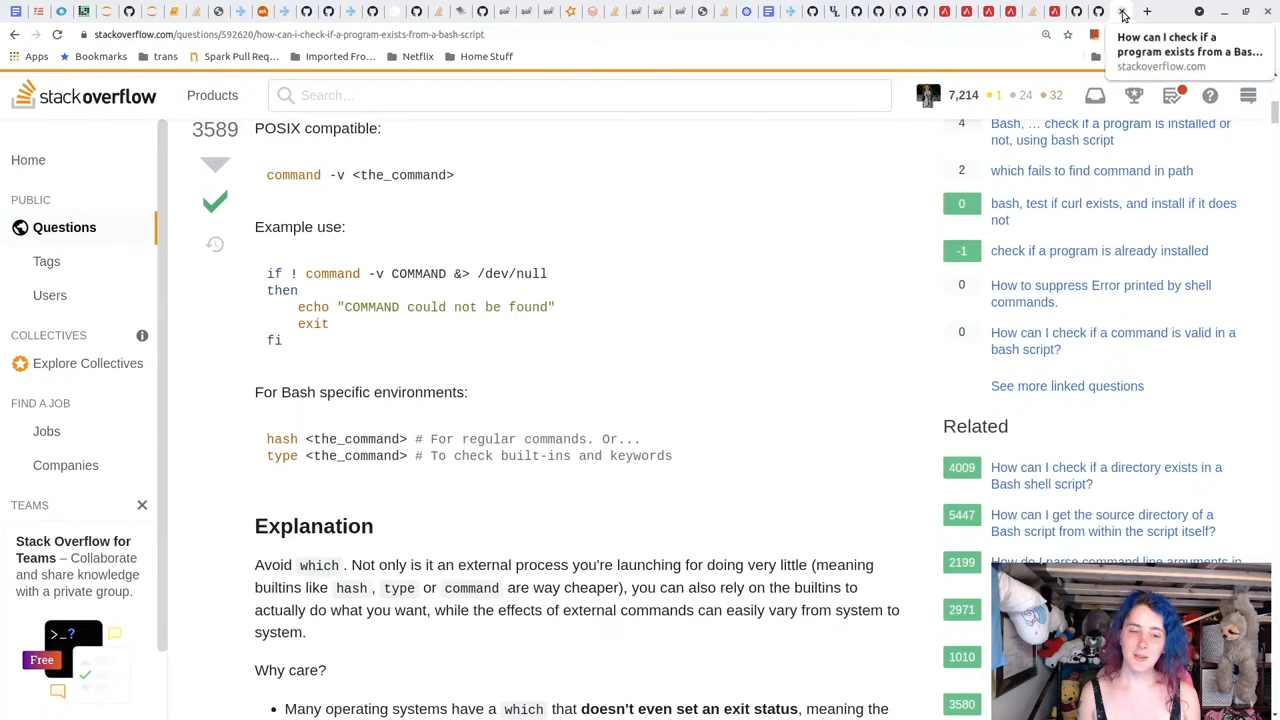 stackoverflow.com/questions/592620/how-can-i-check-if-a-program-exists-from-a-bash-script
Apps
Bookmarks
trans
Spark Pull Req...
Imported Fro...
Netflix
Home Stuff
How can I check if a
program exists from a Bas...
stackoverflow.com
stackoverflow
Products
Search...
7,214
1
24
32
Home
PUBLIC
Questions
Tags
Users
COLLECTIVES
Explore Collectives
FIND A JOB
Jobs
Companies
TEAMS
Stack Overflow for
Teams – Collaborate
and share knowledge
with a private group.
>_?
Free
3589
POSIX compatible:
command -v <the_command>
Example use:
if ! command -v COMMAND &> /dev/null
then
echo "COMMAND could not be found"
exit
fi
For Bash specific environments:
hash <the_command> # For regular commands. Or...
type <the_command> # To check built-ins and keywords
Explanation
Avoid which. Not only is it an external process you're launching for doing very little (meaning
builtins like hash, type or command are way cheaper), you can also rely on the builtins to
actually do what you want, while the effects of external commands can easily vary from system to
system.
Why care?
• Many operating systems have a which that doesn't even set an exit status, meaning the
4 Bash, … check if a program is installed or
not, using bash script
2 which fails to find command in path
0 bash, test if curl exists, and install if it does
not
-1 check if a program is already installed
0 How to suppress Error printed by shell
commands.
0 How can I check if a command is valid in a
bash script?
See more linked questions
Related
4009 How can I check if a directory exists in a
Bash shell script?
5447 How can I get the source directory of a
Bash script from within the script itself?
2199 How do I parse command line arguments in
2971
1010
3580